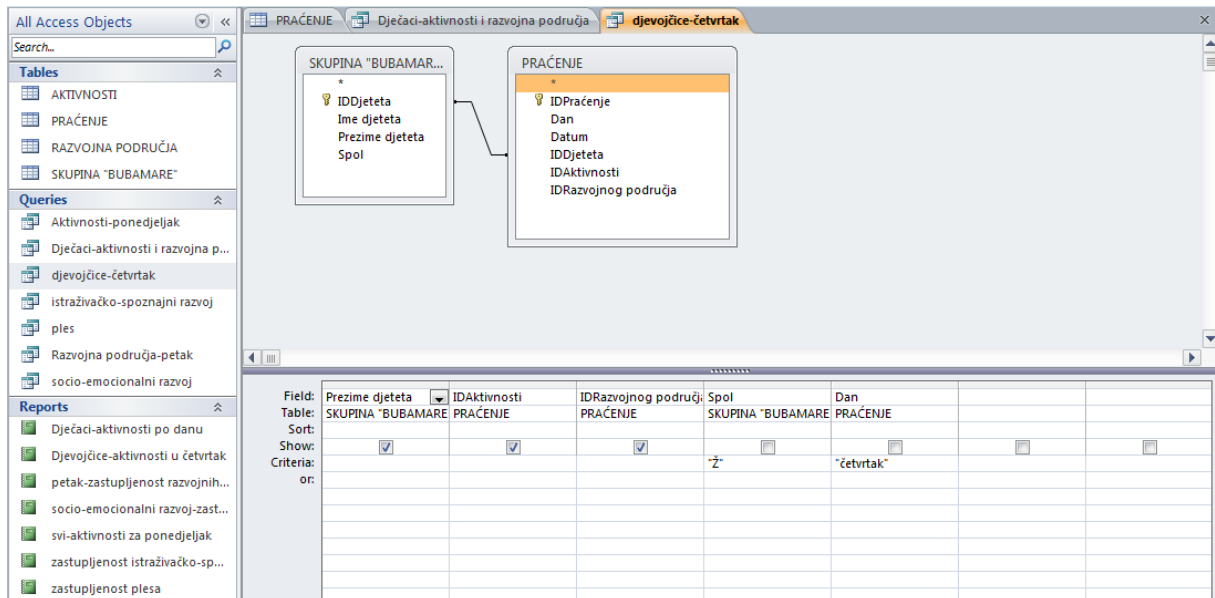 All Access Objects
Search...
Tables
AKTIVNOSTI
PRAĆENJE
RAZVOJNA PODRUČJA
SKUPINA "BUBAMARE"
Queries
Aktivnosti-ponedjeljak
Dječaci-aktivnosti i razvojna p...
djevojčice-četvrtak
istraživačko-spoznajni razvoj
ples
Razvojna područja-petak
socio-emocionalni razvoj
Reports
Dječaci-aktivnosti po danu
Djevojčice-aktivnosti u četvrtak
petak-zastupljenost razvojnih...
socio-emocionalni razvoj-zast...
svi-aktivnosti za ponedjeljak
zastupljenost istraživačko-sp...
zastupljenost plesa
PRAĆENJE Dječaci-aktivnosti i razvojna područja djevojčice-četvrtak
SKUPINA "BUBAMAR...
*
IDDjeteta
Ime djeteta
Prezime djeteta
Spol
PRAĆENJE
*
IDPraćenje
Dan
Datum
IDDjeteta
IDAktivnosti
IDRazvojnog područja
Field: Prezime djeteta IDAktivnosti IDRazvojnog područj Spol Dan
Table: SKUPINA "BUBAMARE PRAĆENJE PRAĆENJE SKUPINA "BUBAMARE PRAĆENJE
Sort:
Show:
Criteria: "Ž" "četvrtak"
or: